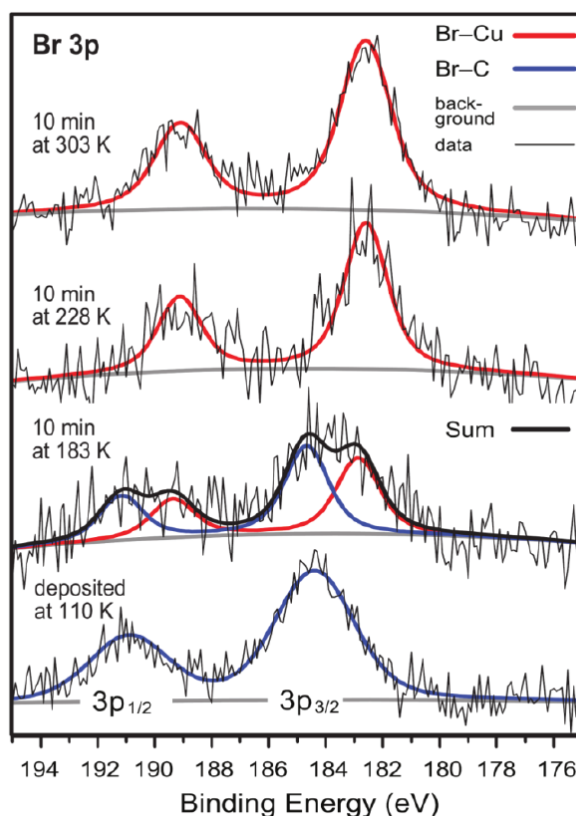 Br 3p
Br–Cu
Br–C
back-
ground
data
10 min
at 303 K
10 min
at 228 K
10 min
at 183 K
Sum
deposited
at 110 K
3p1/2
3p3/2
194 192 190 188 186 184 182 180 178 176
Binding Energy (eV)